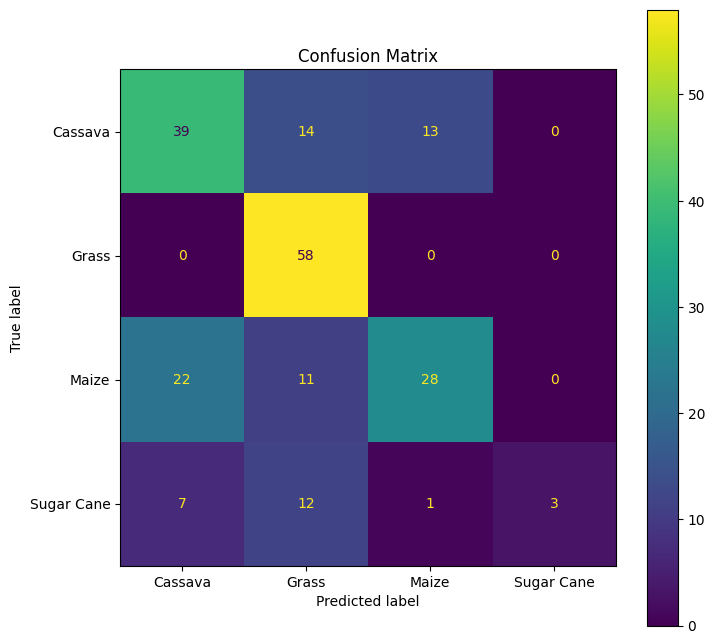 Confusion Matrix
Cassava 39 14 13 0
Grass 0 58 0 0
Maize 22 11 28 0
Sugar Cane 7 12 1 3
Cassava Grass Maize Sugar Cane
Predicted label
True label
50
40
30
20
10
0